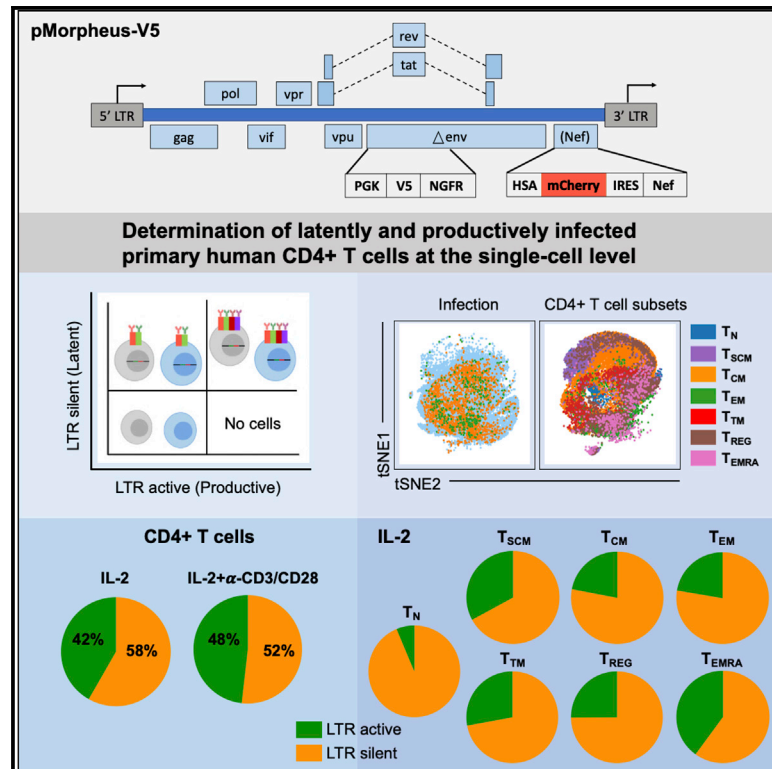 pMorpheus-V5
rev
tat
pol
vpr
5' LTR
3' LTR
gag
vif
vpu
△env
(Nef)
PGK V5 NGFR
HSA mCherry IRES Nef
Determination of latently and productively infected
primary human CD4+ T cells at the single-cell level
LTR silent (Latent)
No cells
LTR active (Productive)
Infection
CD4+ T cell subsets
tSNE1
tSNE2
TN
TSCM
TCM
TEM
TTM
TREG
TEMRA
CD4+ T cells
IL-2
42%
58%
IL-2+α-CD3/CD28
48%
52%
LTR active
LTR silent
IL-2
TN
TSCM
TCM
TEM
TTM
TREG
TEMRA